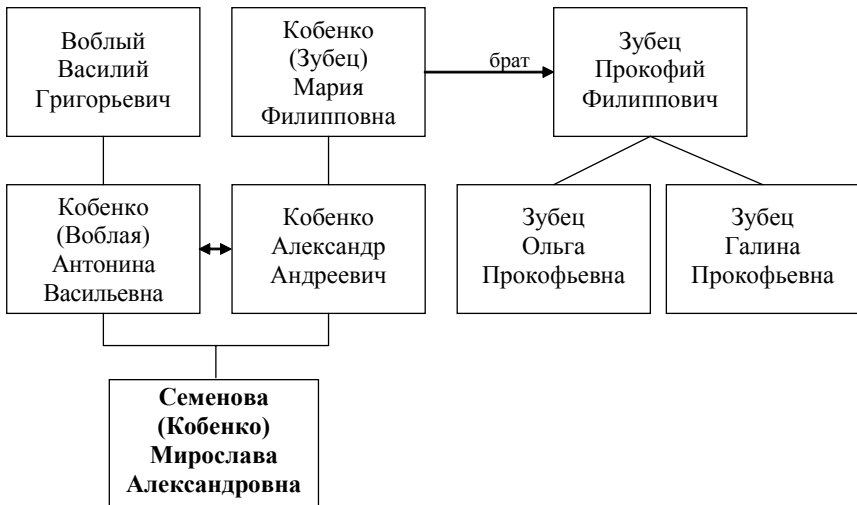 Воблый
Василий
Григорьевич
Кобенко
(Зубец)
Мария
Филипповна
брат
Зубец
Прокофий
Филиппович
Кобенко
(Воблая)
Антонина
Васильевна
Кобенко
Александр
Андреевич
Зубец
Ольга
Прокофьевна
Зубец
Галина
Прокофьевна
Семенова
(Кобенко)
Мирослава
Александровна